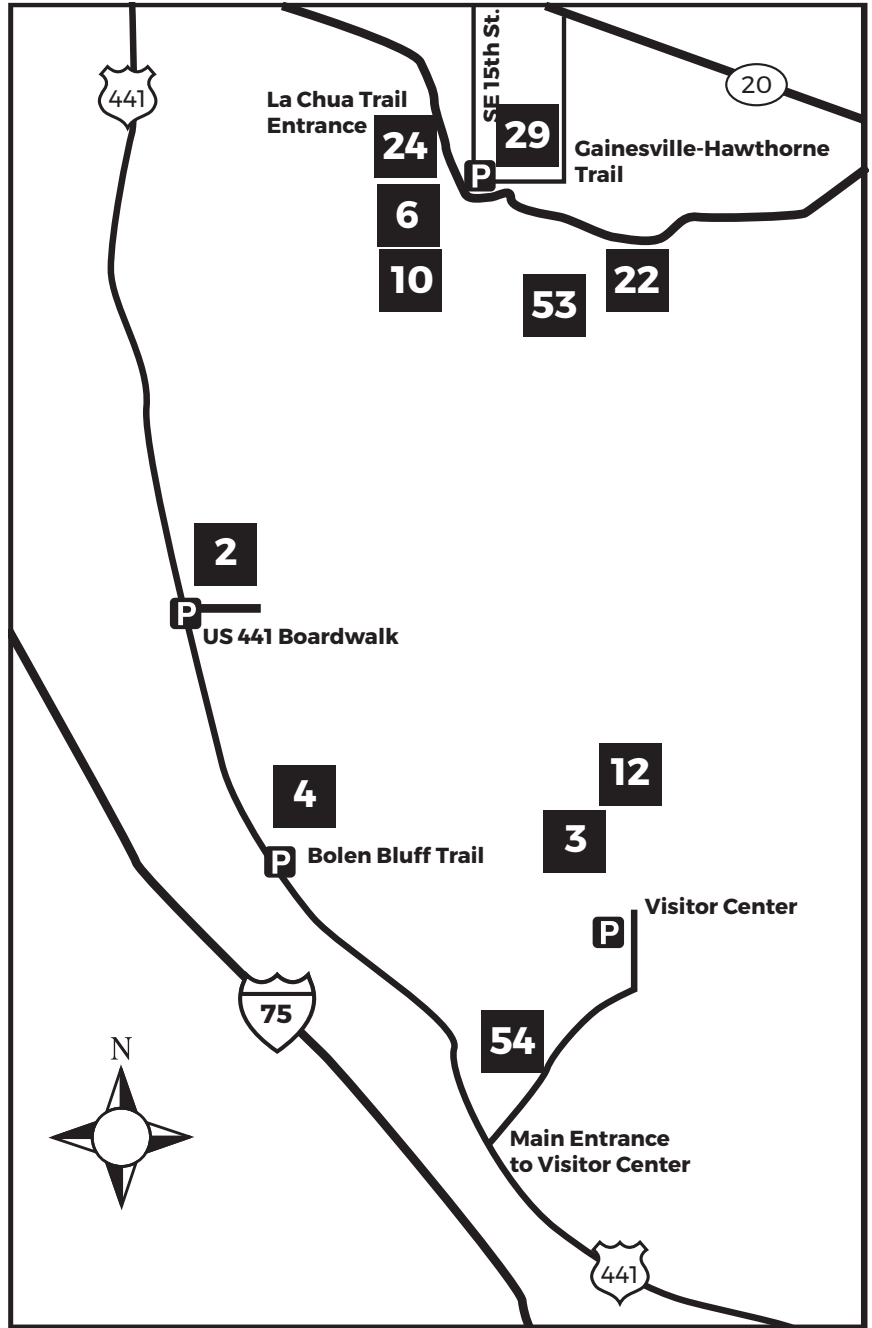 441
SE 15th St.
20
La Chua Trail
Entrance
24
29
Gainesville-Hawthorne
Trail
P
6
10
53
22
2
P
US 441 Boardwalk
12
4
3
P
Bolen Bluff Trail
Visitor Center
P
75
54
N
Main Entrance
to Visitor Center
441